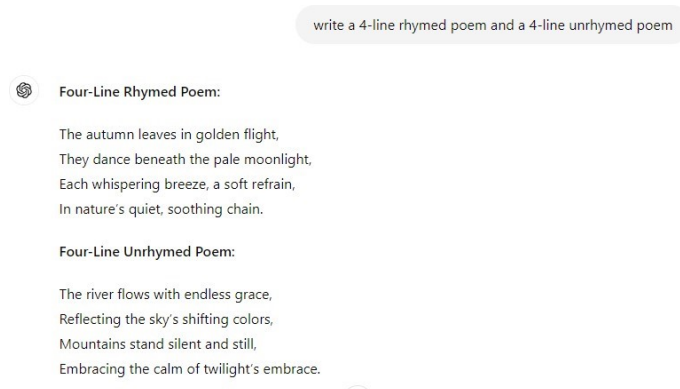 write a 4-line rhymed poem and a 4-line unrhymed poem
Four-Line Rhymed Poem:
The autumn leaves in golden flight,
They dance beneath the pale moonlight,
Each whispering breeze, a soft refrain,
In nature's quiet, soothing chain.
Four-Line Unrhymed Poem:
The river flows with endless grace,
Reflecting the sky's shifting colors,
Mountains stand silent and still,
Embracing the calm of twilight's embrace.